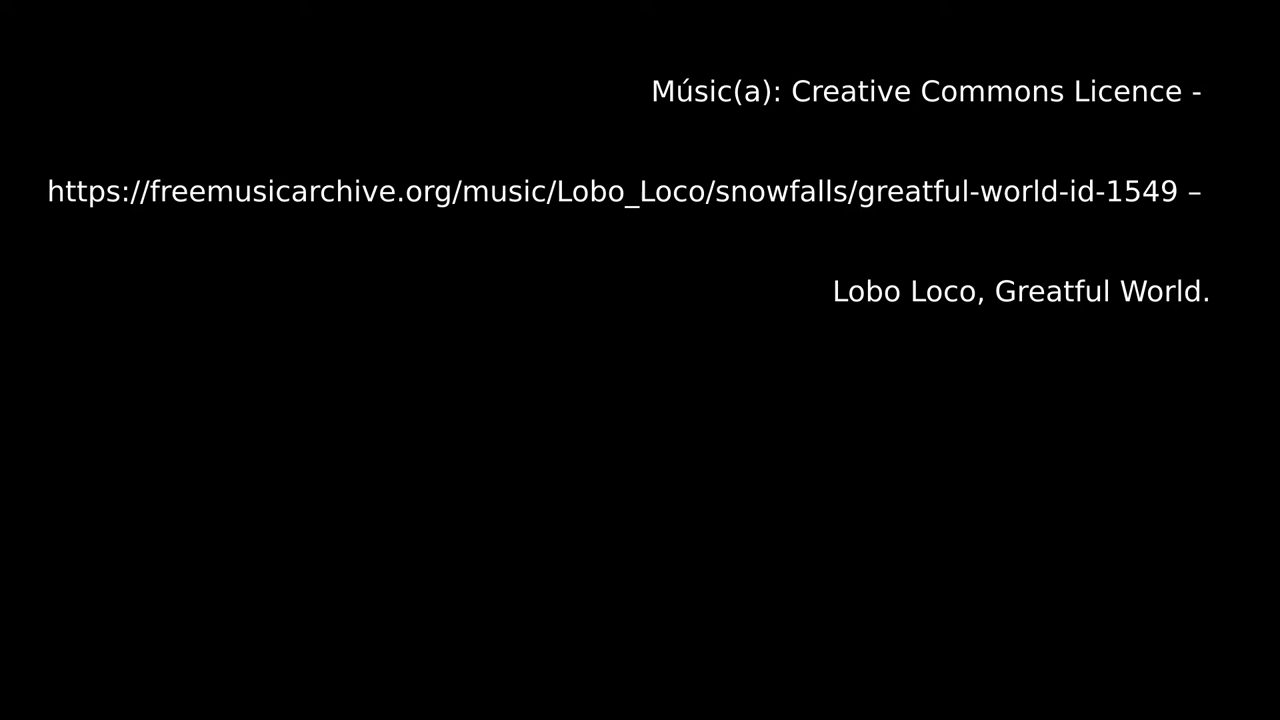 Músic(a): Creative Commons Licence -
https://freemusicarchive.org/music/Lobo_Loco/snowfalls/greatful-world-id-1549 –
Lobo Loco, Greatful World.